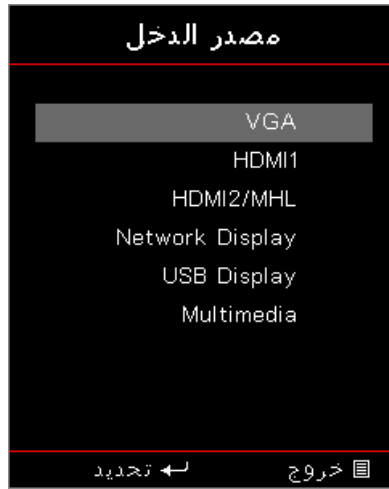 مصدر الدخل
VGA
HDMI1
HDMI2/MHL
Network Display
USB Display
Multimedia
خروج تحديد